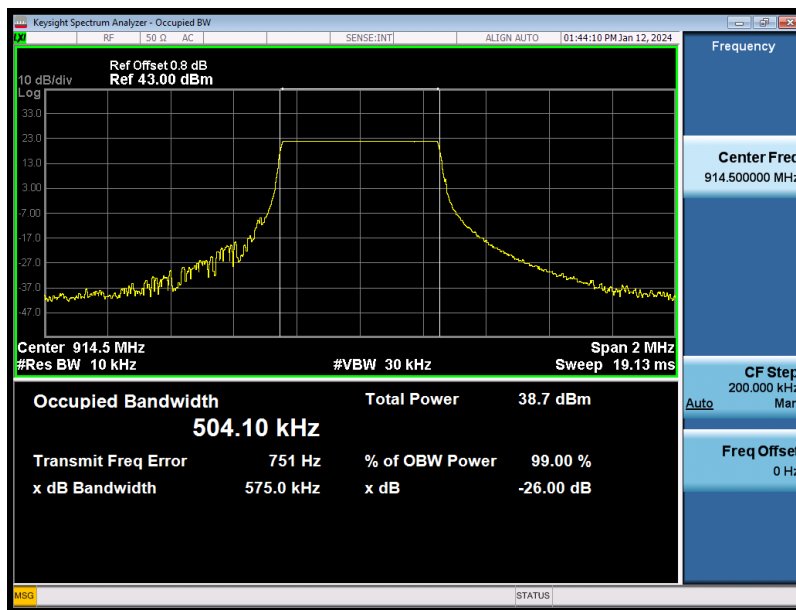 Keysight Spectrum Analyzer - Occupied BW
LXI RF 50 Ω AC SENSE:INT ALIGN AUTO 01:44:10 PM Jan 12, 2024
Frequency
Ref Offset 0.8 dB
10 dB/div Ref 43.00 dBm
Log
33.0
23.0
13.0
3.00
-7.00
-17.0
-27.0
-37.0
-47.0
Center 914.5 MHz Span 2 MHz
#Res BW 10 kHz #VBW 30 kHz Sweep 19.13 ms
Occupied Bandwidth Total Power 38.7 dBm
504.10 kHz
Transmit Freq Error 751 Hz % of OBW Power 99.00 %
x dB Bandwidth 575.0 kHz x dB -26.00 dB
Center Freq
914.500000 MHz
CF Step
200.000 kHz
Auto Man
Freq Offset
0 Hz
MSG STATUS